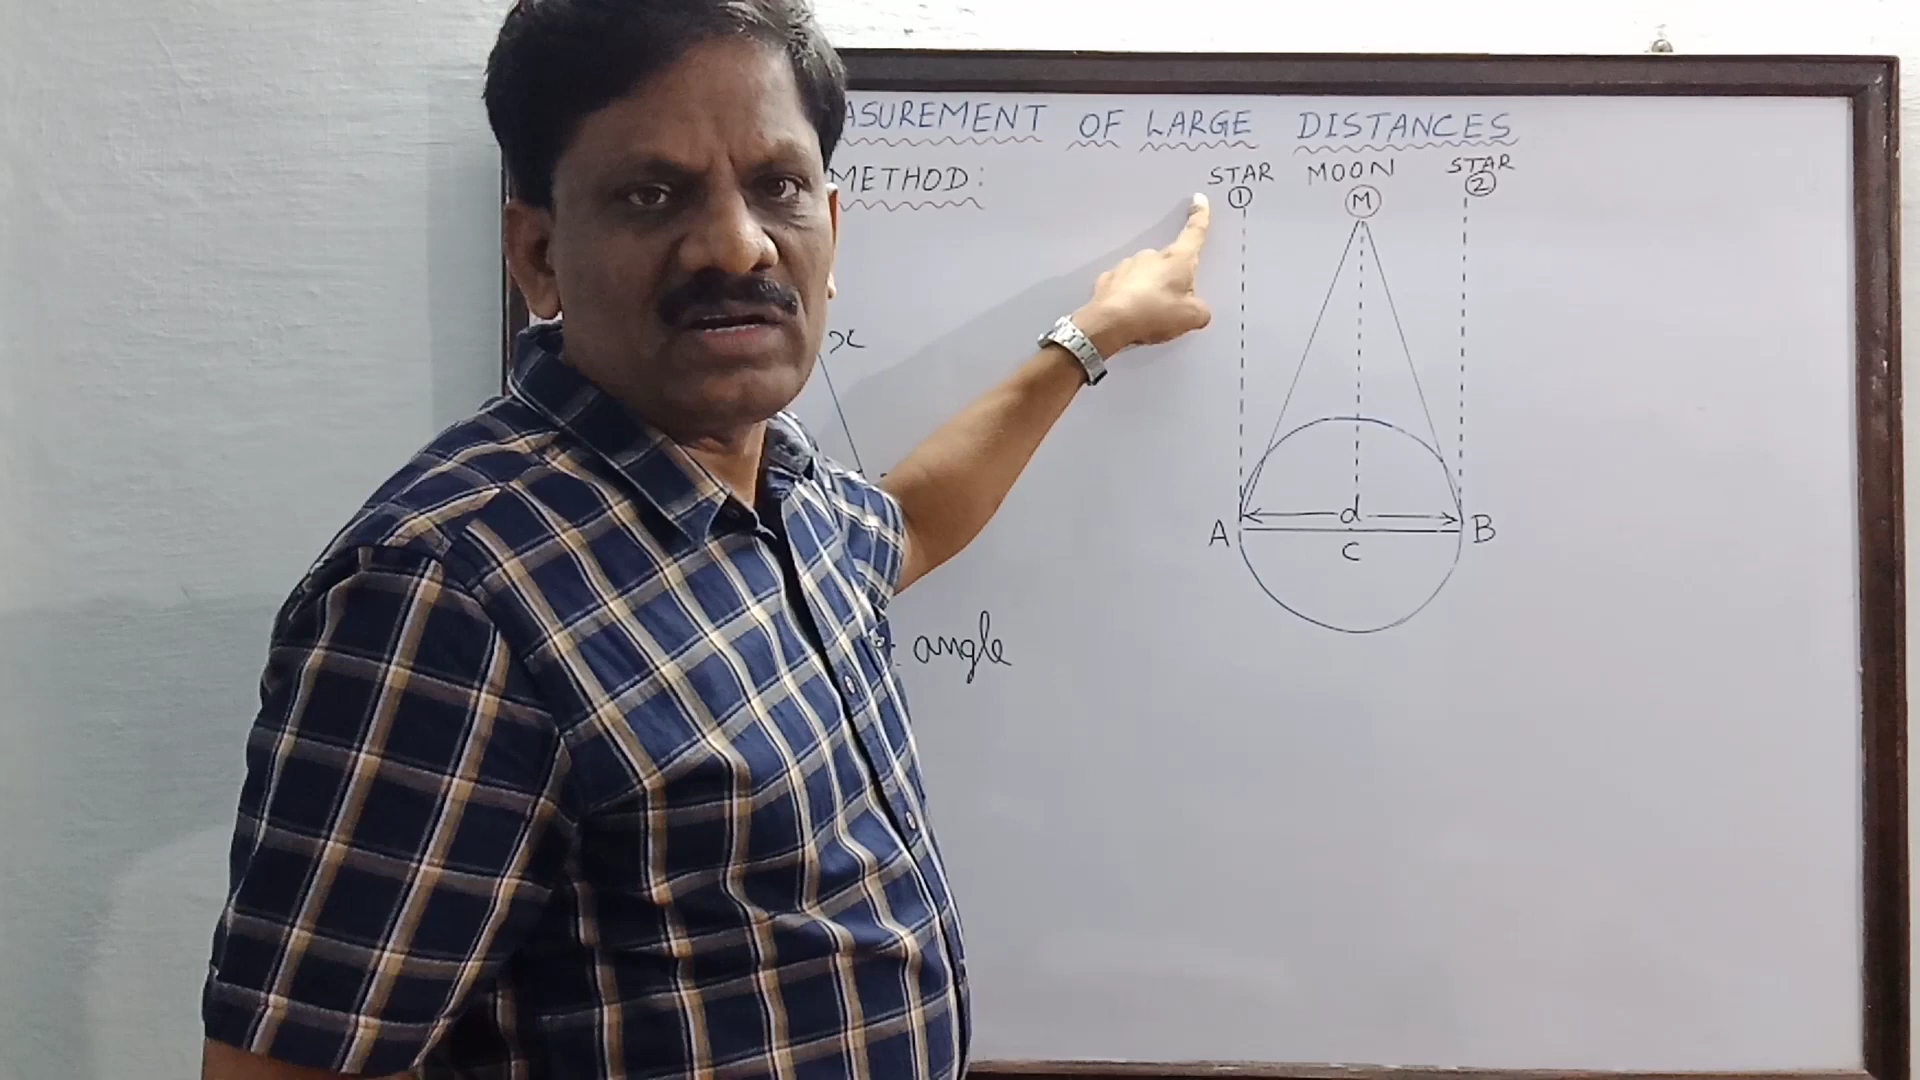 ASUREMENT OF LARGE DISTANCES
METHOD:
STAR MOON STAR
1 M 2
x
A d B
C
angle